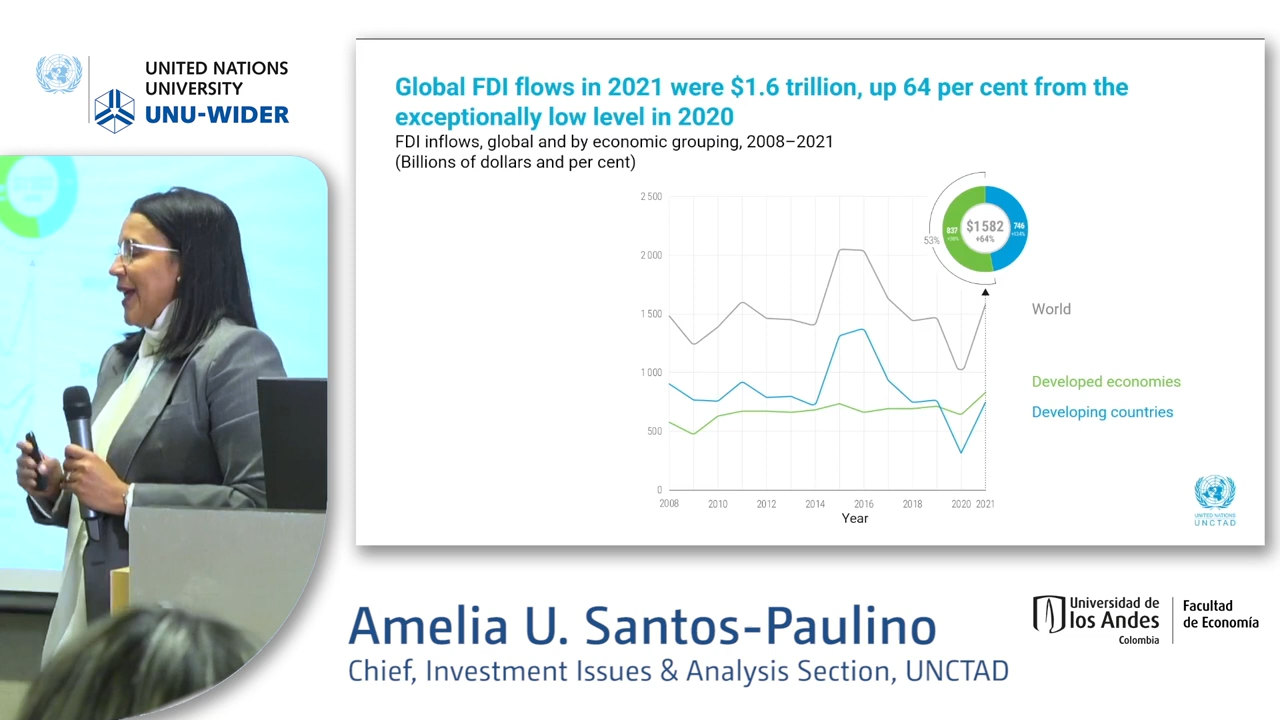 UNITED NATIONS
UNIVERSITY
UNU-WIDER
Global FDI flows in 2021 were $1.6 trillion, up 64 per cent from the
exceptionally low level in 2020
FDI inflows, global and by economic grouping, 2008–2021
(Billions of dollars and per cent)
2 500
2 000
1 500
1 000
500
0
2008
2010
2012
2014
2016
2018
2020
2021
Year
53%
837
$1582
+64%
746
World
Developed economies
Developing countries
UNITED NATIONS
UNCTAD
Amelia U. Santos-Paulino
Chief, Investment Issues & Analysis Section, UNCTAD
Universidad de
los Andes
Colombia
Facultad
de Economía